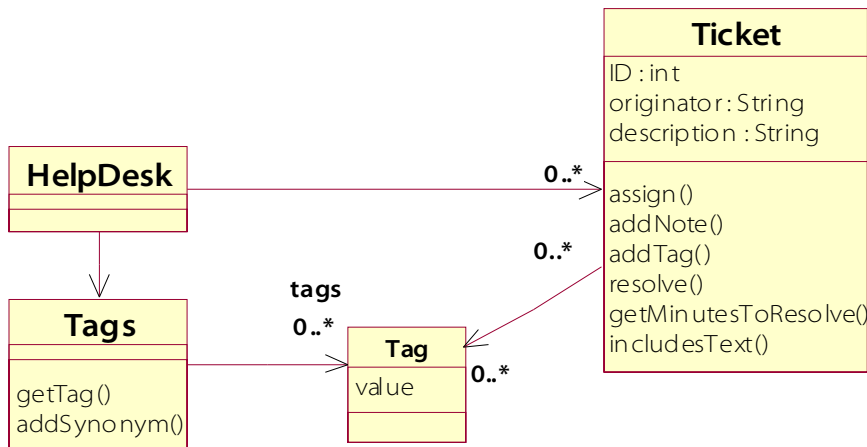 Ticket
ID : int
originator : String
description : String
HelpDesk
0..*
assign()
addNote()
addTag()
resolve()
getMinutesToResolve()
includesText()
0..*
tags
0..*
Tags
getTag()
addSynonym()
Tag
value
0..*